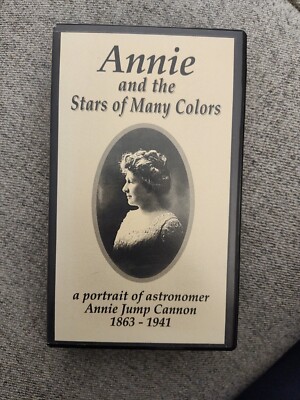 Annie
and the
Stars of Many Colors
a portrait of astronomer
Annie Jump Cannon
1863 - 1941